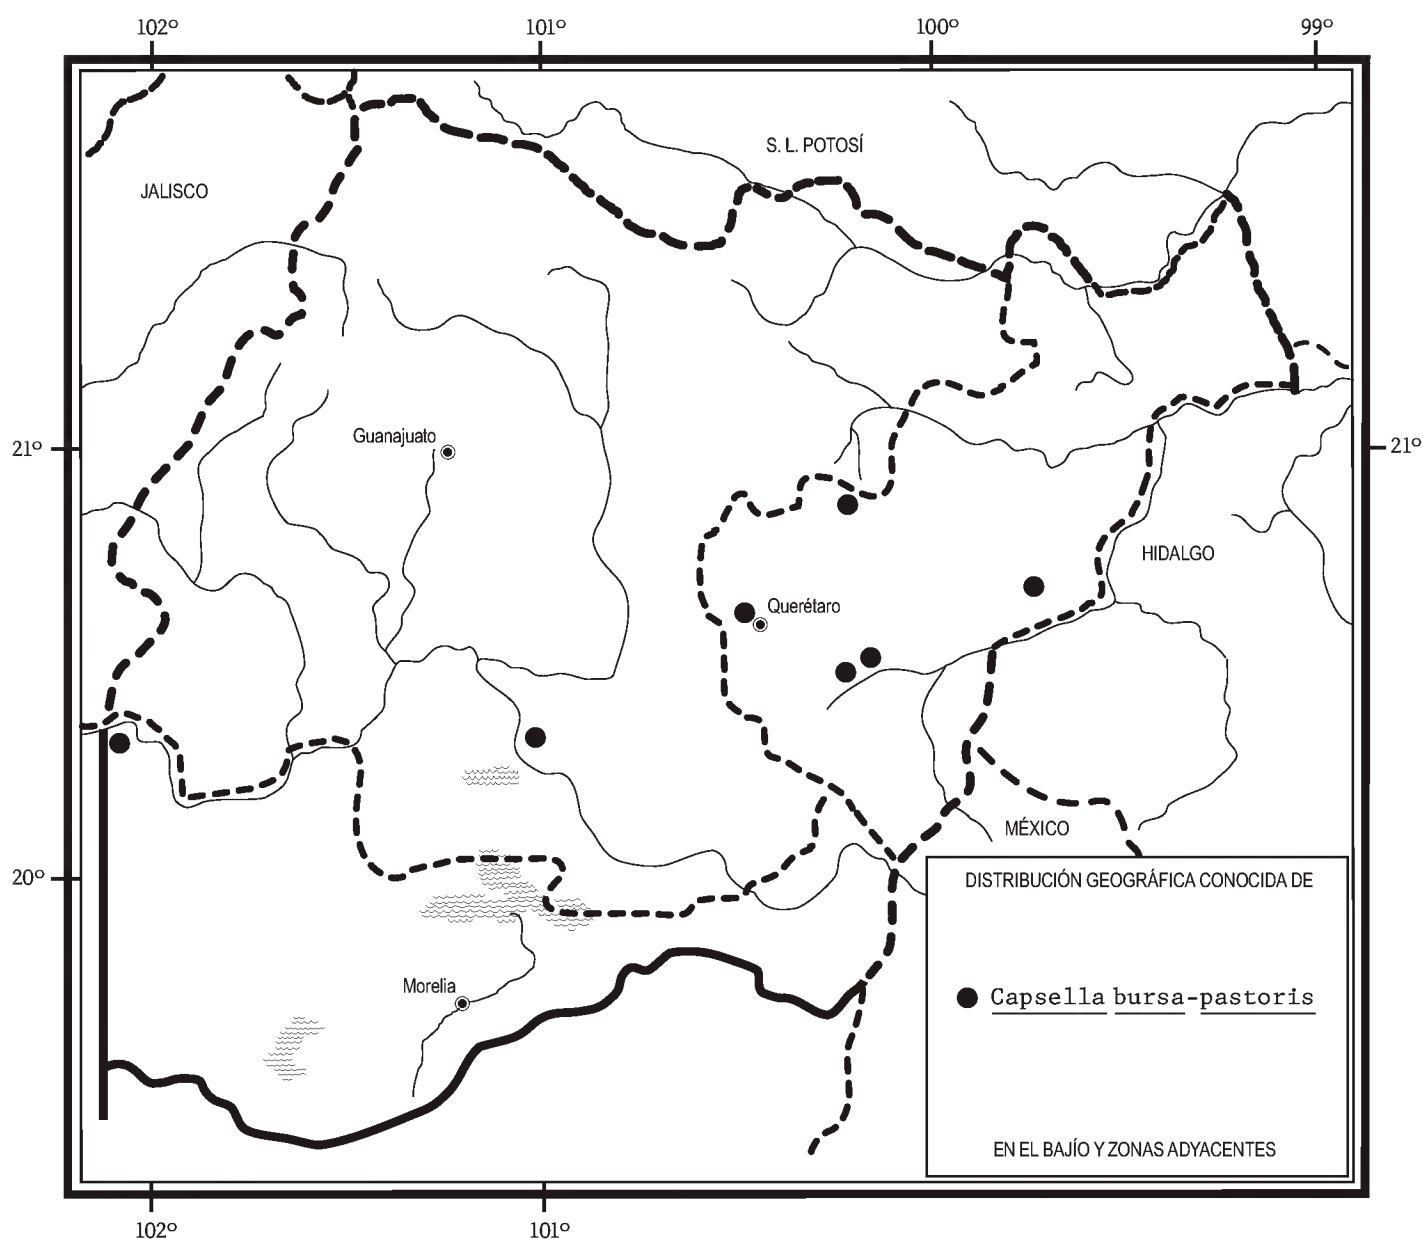 102° 101° 100° 99°
S. L. POTOSÍ
JALISCO
Guanajuato
21° 21°
HIDALGO
Querétaro
MÉXICO
20°
DISTRIBUCIÓN GEOGRÁFICA CONOCIDA DE
Morelia
Capsella bursa-pastoris
EN EL BAJÍO Y ZONAS ADYACENTES
102° 101°